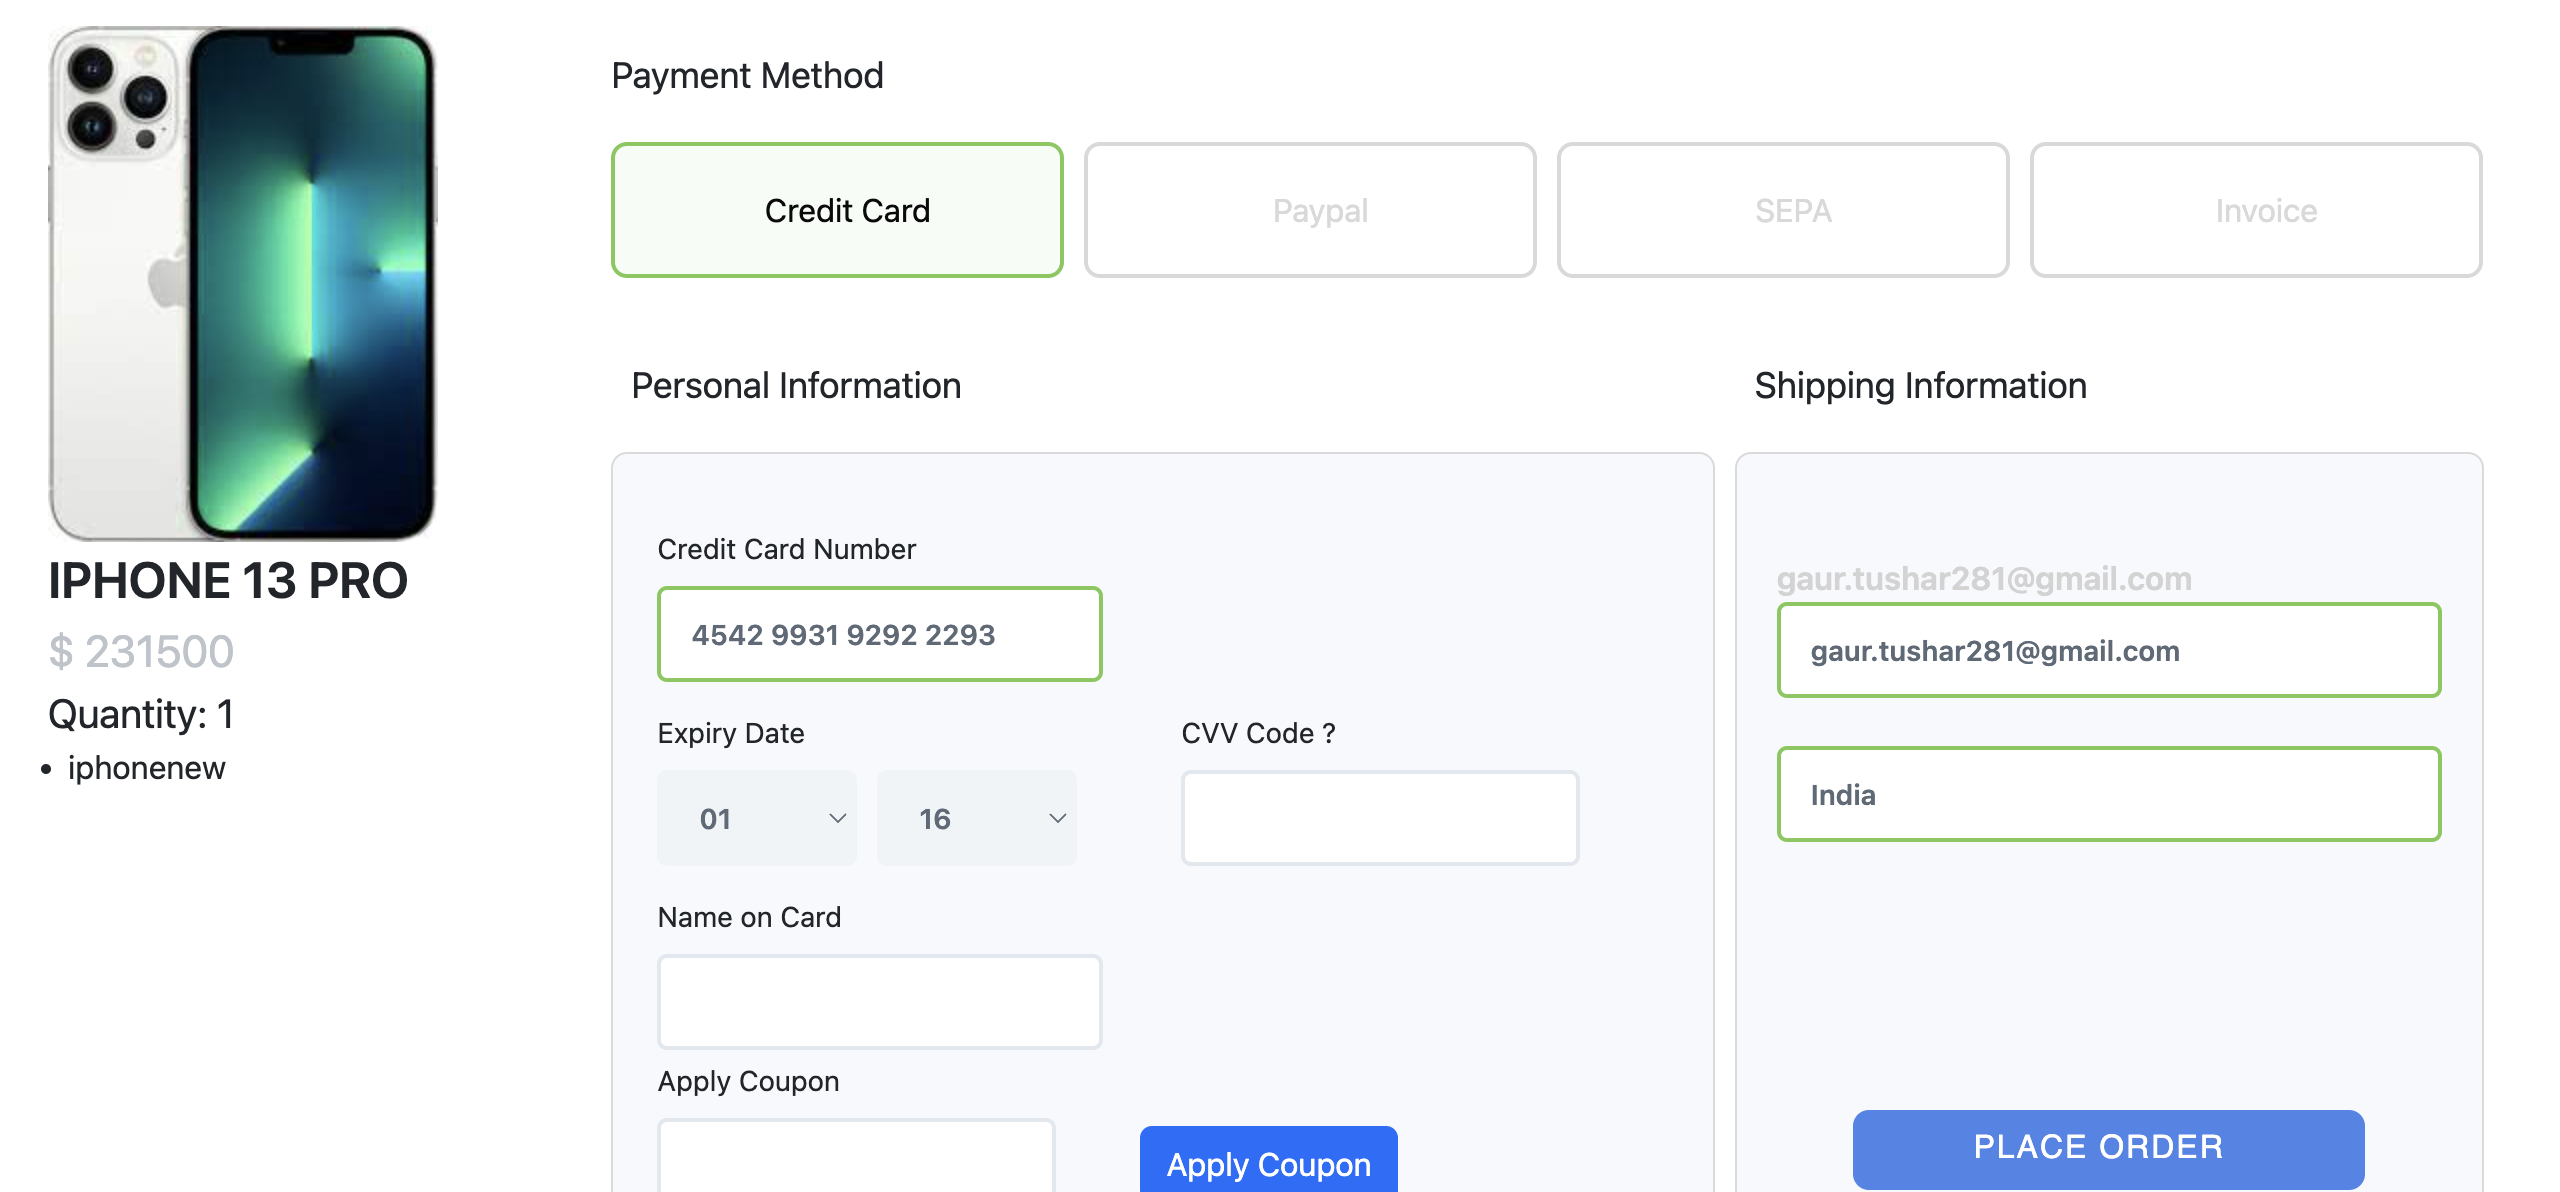 IPHONE 13 PRO
$ 231500
Quantity: 1
• iphonenew
Payment Method
Credit Card
Paypal
SEPA
Invoice
Personal Information
Credit Card Number
4542 9931 9292 2293
Expiry Date
CVV Code ?
01
16
Name on Card
Apply Coupon
Apply Coupon
Shipping Information
gaur.tushar281@gmail.com
gaur.tushar281@gmail.com
India
PLACE ORDER